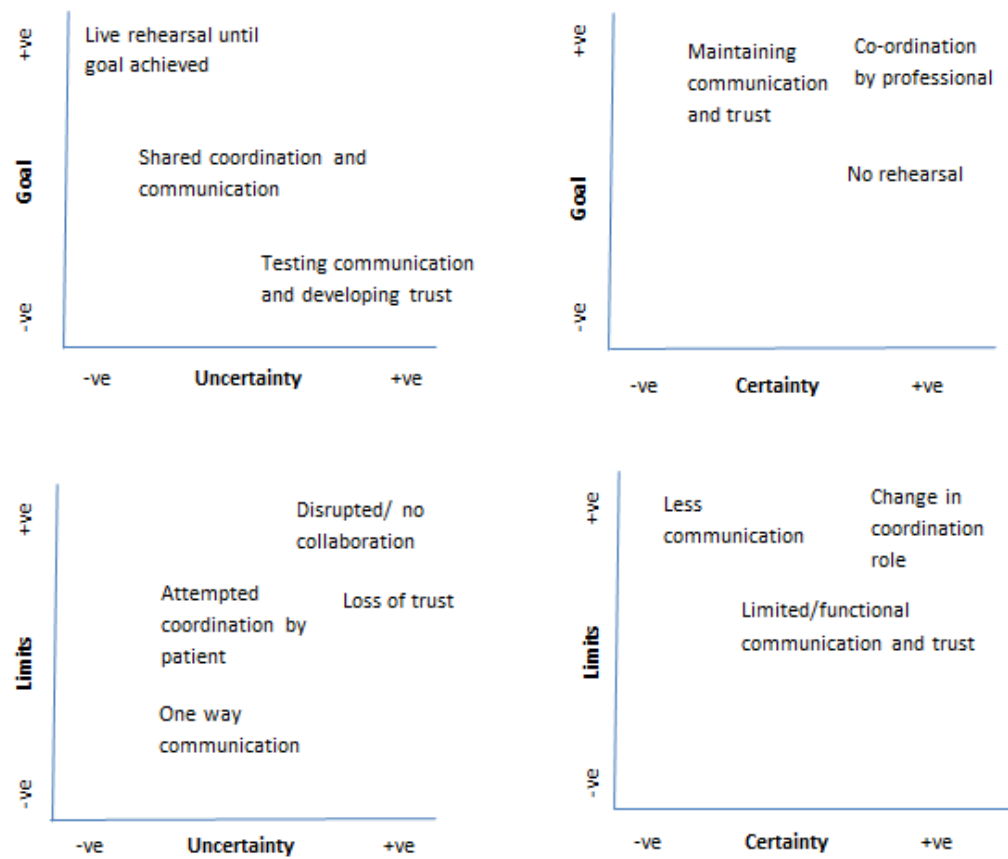 +ve
Goal
-ve
Live rehearsal until
goal achieved
Shared coordination and
communication
Testing communication
and developing trust
-ve
Uncertainty
+ve
+ve
Goal
-ve
Maintaining
communication
and trust
Co-ordination
by professional
No rehearsal
-ve
Certainty
+ve
+ve
Limits
-ve
Disrupted/ no
collaboration
Attempted
coordination by
patient
Loss of trust
One way
communication
-ve
Uncertainty
+ve
+ve
Limits
-ve
Less
communication
Change in
coordination
role
Limited/functional
communication and trust
-ve
Certainty
+ve